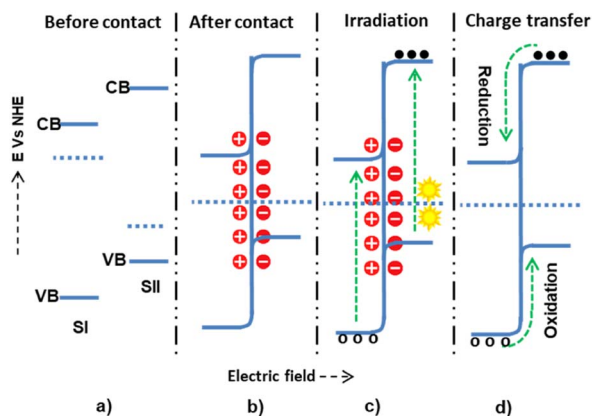 Before contact
After contact
Irradiation
Charge transfer
E Vs NHE
CB
CB
VB
SII
VB
SI
Reduction
Oxidation
Electric field
a)
b)
c)
d)